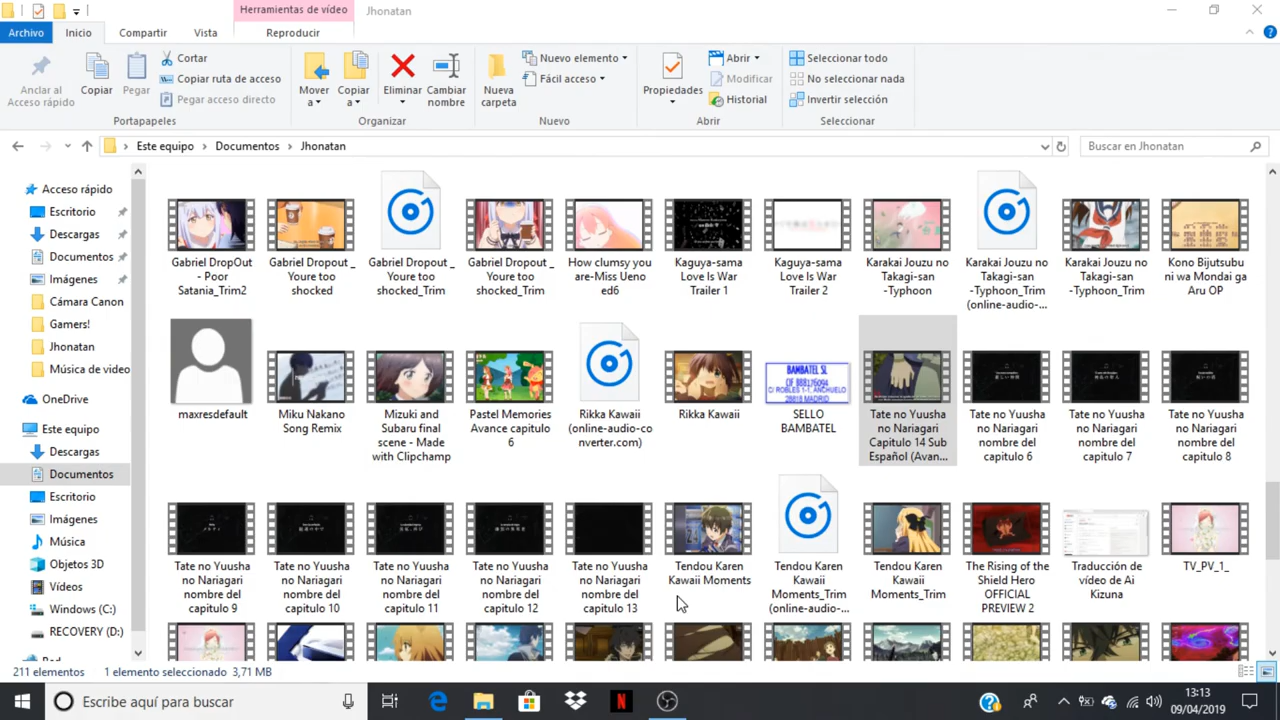 Herramientas de vídeo
Jhonatan
Archivo
Inicio
Compartir
Vista
Reproducir
Anclar al
Acceso rápido
Copiar
Pegar
Cortar
Copiar ruta de acceso
Pegar acceso directo
Portapapeles
Mover
a
Copiar
a
Eliminar
Cambiar
nombre
Organizar
Nueva
carpeta
Nuevo elemento
Fácil acceso
Nuevo
Propiedades
Abrir
Modificar
Historial
Abrir
Seleccionar todo
No seleccionar nada
Invertir selección
Seleccionar
Este equipo > Documentos > Jhonatan
Buscar en Jhonatan
Acceso rápido
Escritorio
Descargas
Documentos
Imágenes
Cámara Canon
Gamers!
Jhonatan
Música de video
OneDrive
Este equipo
Descargas
Documentos
Escritorio
Imágenes
Música
Objetos 3D
Vídeos
Windows (C:)
RECOVERY (D:)
Gabriel DropOut
- Poor
Satania_Trim2
Gabriel Dropout _
Youre too
shocked
Gabriel Dropout _
Youre too
shocked_Trim
Gabriel Dropout _
Youre too
shocked_Trim
How clumsy you
are-Miss Ueno
ed6
Kaguya-sama
Love Is War
Trailer 1
Kaguya-sama
Love Is War
Trailer 2
Karakai Jouzu no
Takagi-san
-Typhoon
Karakai Jouzu no
Takagi-san
-Typhoon_Trim
(online-audio-...
Karakai Jouzu no
Takagi-san
-Typhoon_Trim
Kono Bijutsubu
ni wa Mondai ga
Aru OP
maxresdefault
Miku Nakano
Song Remix
Mizuki and
Subaru final
scene - Made
with Clipchamp
Pastel Memories
Avance capitulo
6
Rikka Kawaii
(online-audio-co
nverter.com)
Rikka Kawaii
BAMBATEL SL
CIF B88176094
C/ ROBLES 1-1, ANCHUELO
28818 MADRID
SELLO
BAMBATEL
Tate no Yuusha
no Nariagari
Capitulo 14 Sub
Español (Avan...
Tate no Yuusha
no Nariagari
nombre del
capitulo 6
Tate no Yuusha
no Nariagari
nombre del
capitulo 7
Tate no Yuusha
no Nariagari
nombre del
capitulo 8
Tate no Yuusha
no Nariagari
nombre del
capitulo 9
Tate no Yuusha
no Nariagari
nombre del
capitulo 10
Tate no Yuusha
no Nariagari
nombre del
capitulo 11
Tate no Yuusha
no Nariagari
nombre del
capitulo 12
Tate no Yuusha
no Nariagari
nombre del
capitulo 13
Tendou Karen
Kawaii Moments
Tendou Karen
Kawaii
Moments_Trim
(online-audio-...
Tendou Karen
Kawaii
Moments_Trim
The Rising of the
Shield Hero
OFFICIAL
PREVIEW 2
Traducción de
vídeo de Ai
Kizuna
TV_PV_1_
211 elementos
1 elemento seleccionado 3,71 MB
Escribe aquí para buscar
13:13
09/04/2019